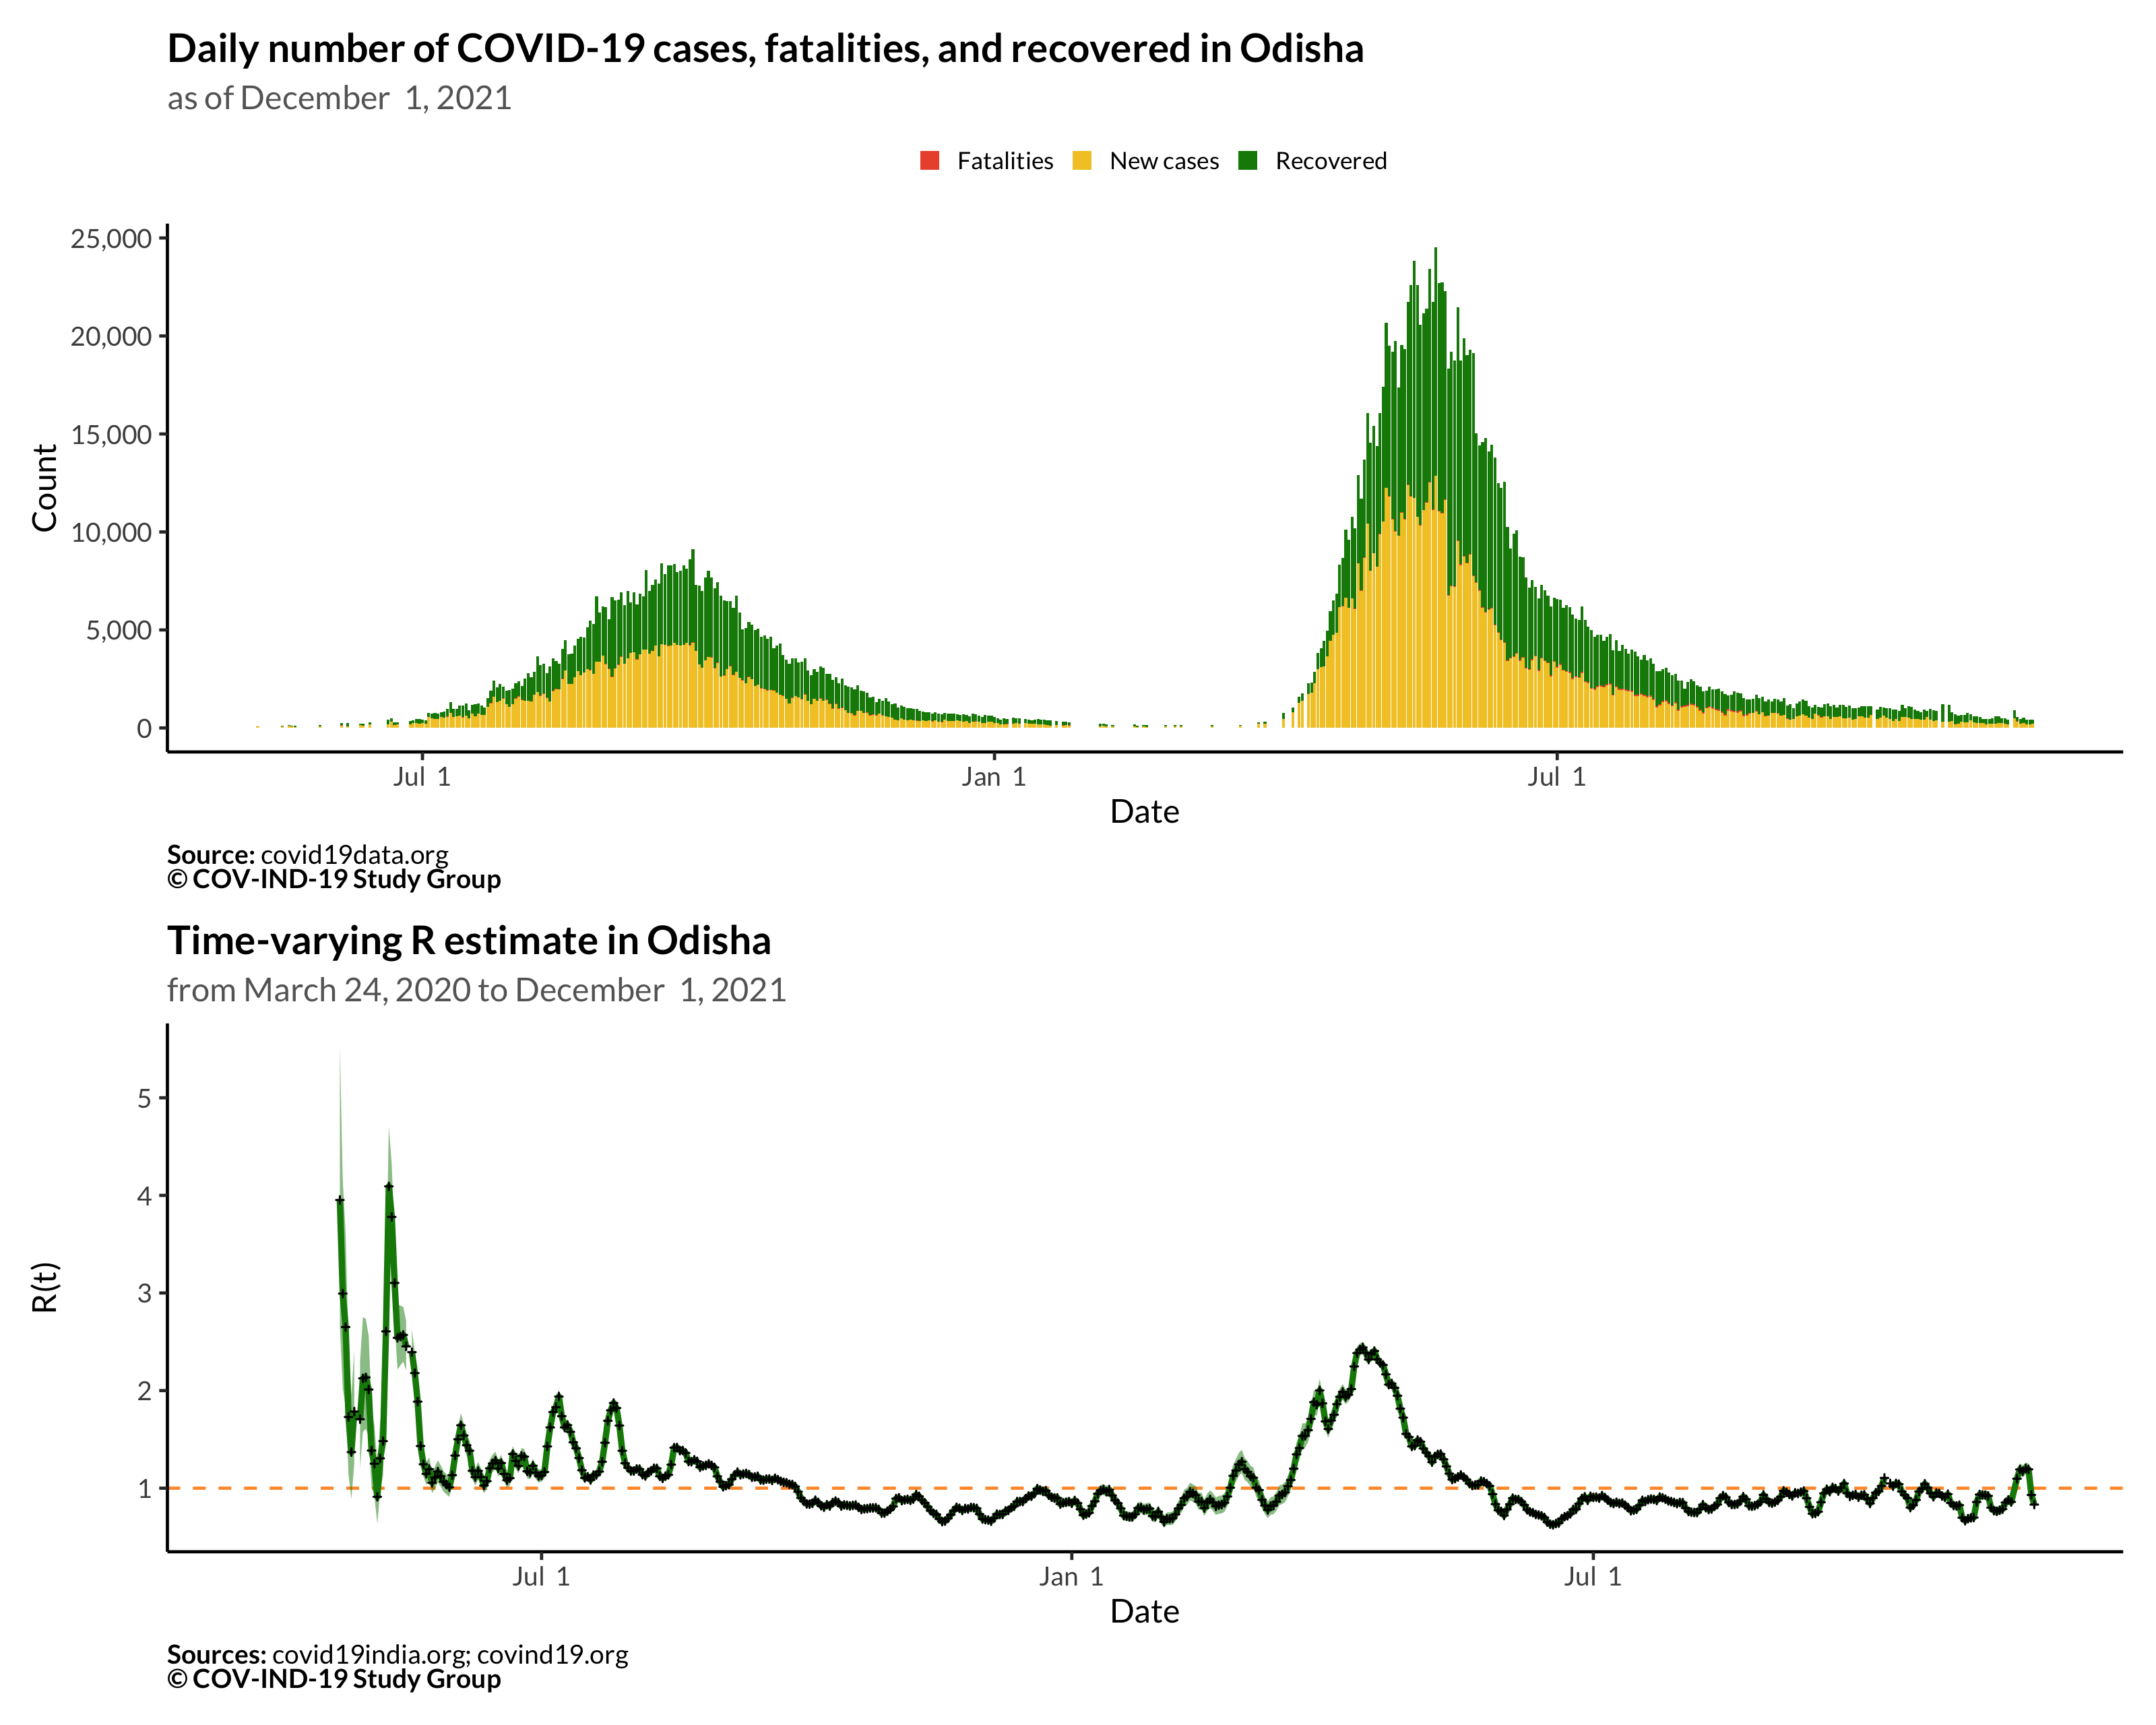 Daily number of COVID-19 cases, fatalities, and recovered in Odisha
as of December 1, 2021
Fatalities New cases Recovered
25,000
20,000
15,000
10,000
5,000
0
Count
Jul 1 Jan 1 Jul 1
Date
Source: covid19data.org
© COV-IND-19 Study Group
Time-varying R estimate in Odisha
from March 24, 2020 to December 1, 2021
5
4
3
2
1
R(t)
Jul 1 Jan 1 Jul 1
Date
Sources: covid19india.org; covind19.org
© COV-IND-19 Study Group